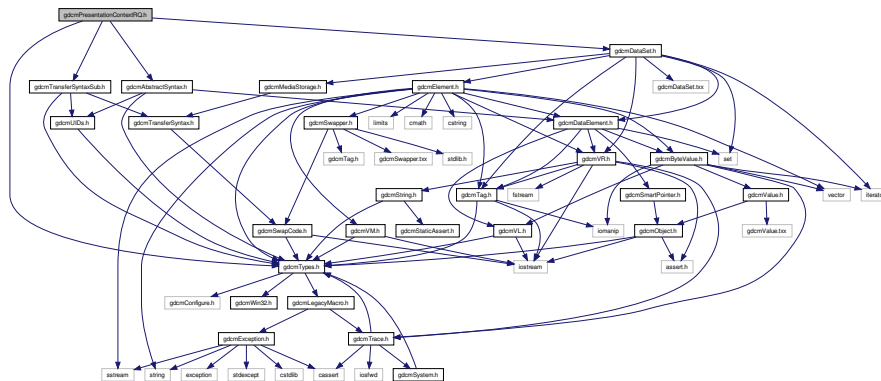 gdcmPresentationContextRQ.h
gdcmDataSet.h
gdcmTransferSyntaxSub.h
gdcmAbstractSyntax.h
gdcmMediaStorage.h
gdcmElement.h
gdcmDataSet.txx
gdcmUIDs.h
gdcmTransferSyntax.h
gdcmSwapper.h
limits
cmath
cstring
gdcmDataElement.h
gdcmTag.h
gdcmSwapper.txx
stdlib.h
gdcmVR.h
gdcmByteValue.h
set
gdcmString.h
gdcmTag.h
fstream
gdcmSmartPointer.h
gdcmValue.h
vector
iterator
gdcmSwapCode.h
gdcmVM.h
gdcmStaticAssert.h
gdcmVL.h
iomanip
gdcmObject.h
gdcmValue.txx
gdcmTypes.h
iostream
assert.h
gdcmConfigure.h
gdcmWin32.h
gdcmLegacyMacro.h
gdcmException.h
gdcmTrace.h
sstream
string
exception
stdexcept
cstdlib
cassert
iosfwd
gdcmSystem.h